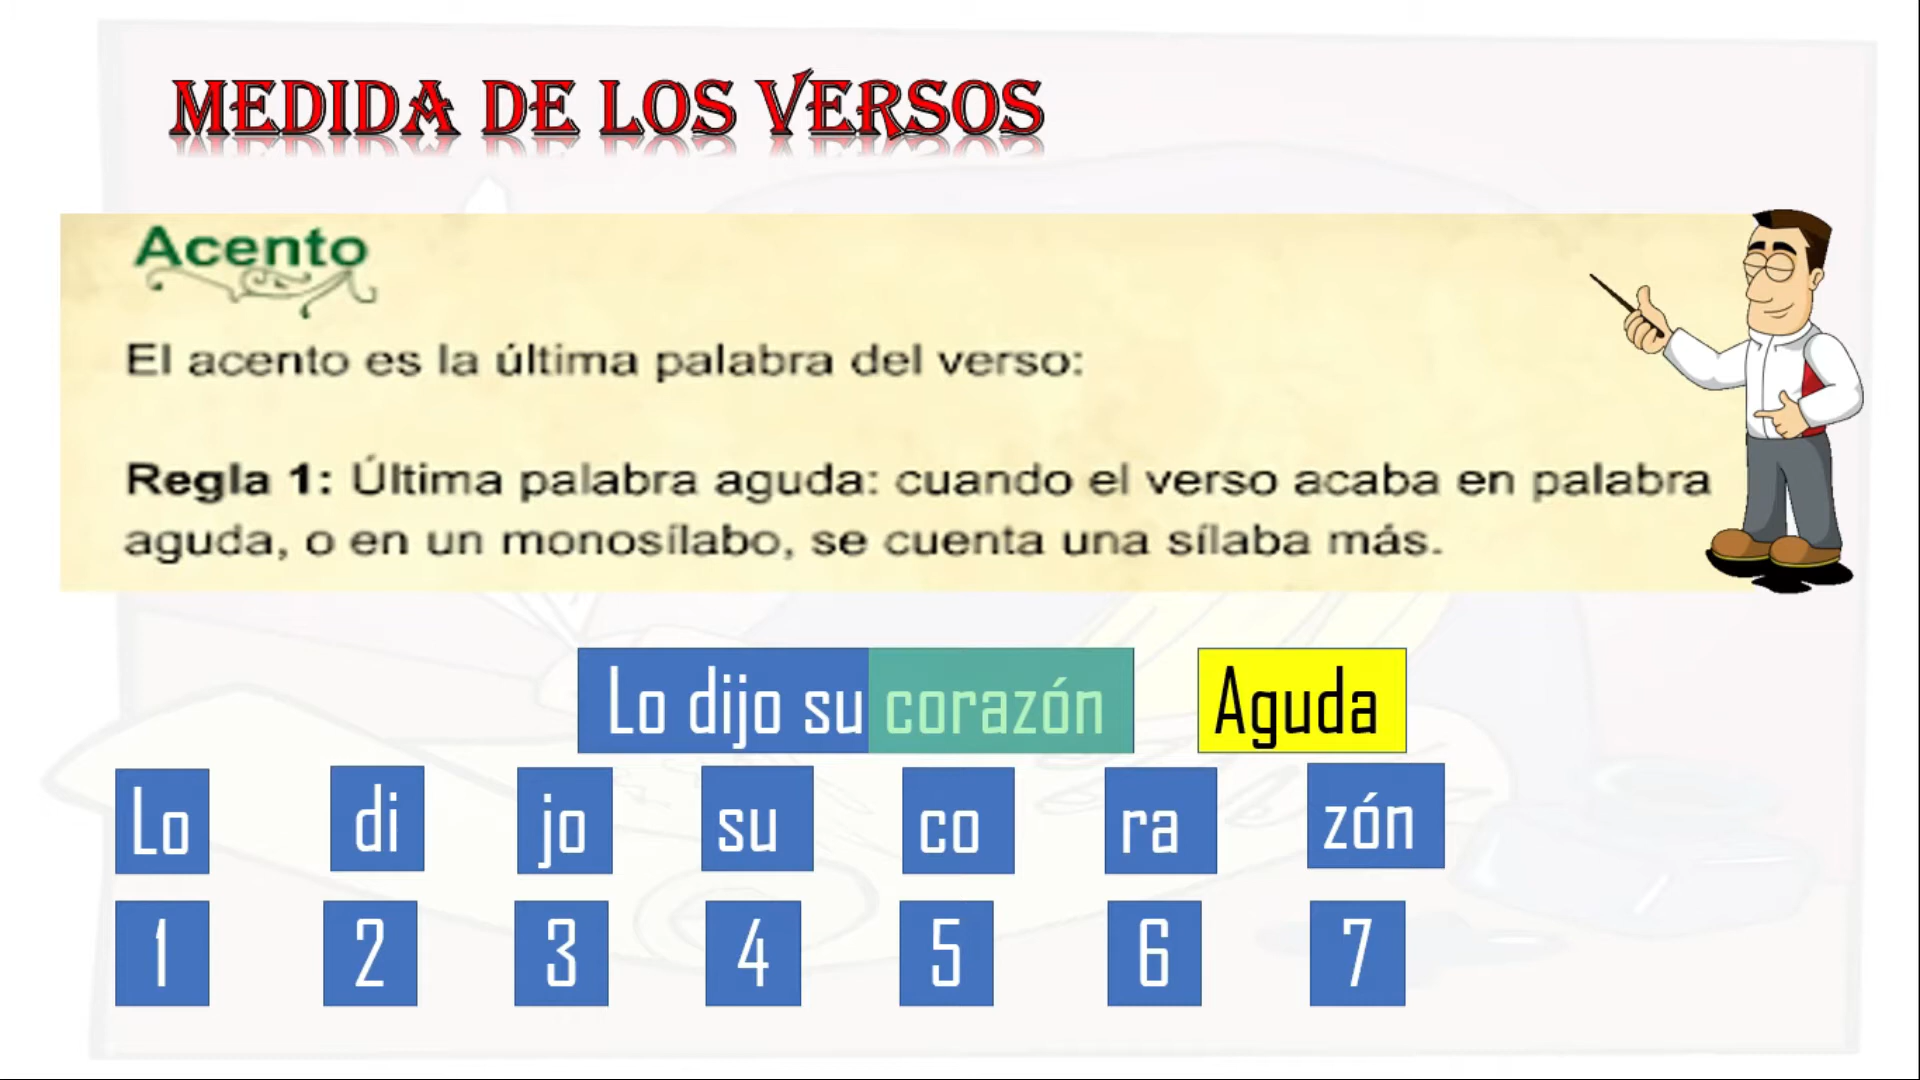 MEDIDA DE LOS VERSOS
Acento
El acento es la última palabra del verso:
Regla 1: Última palabra aguda: cuando el verso acaba en palabra
aguda, o en un monosílabo, se cuenta una sílaba más.
Lo dijo su corazón Aguda
Lo di jo su co ra zón
1 2 3 4 5 6 7